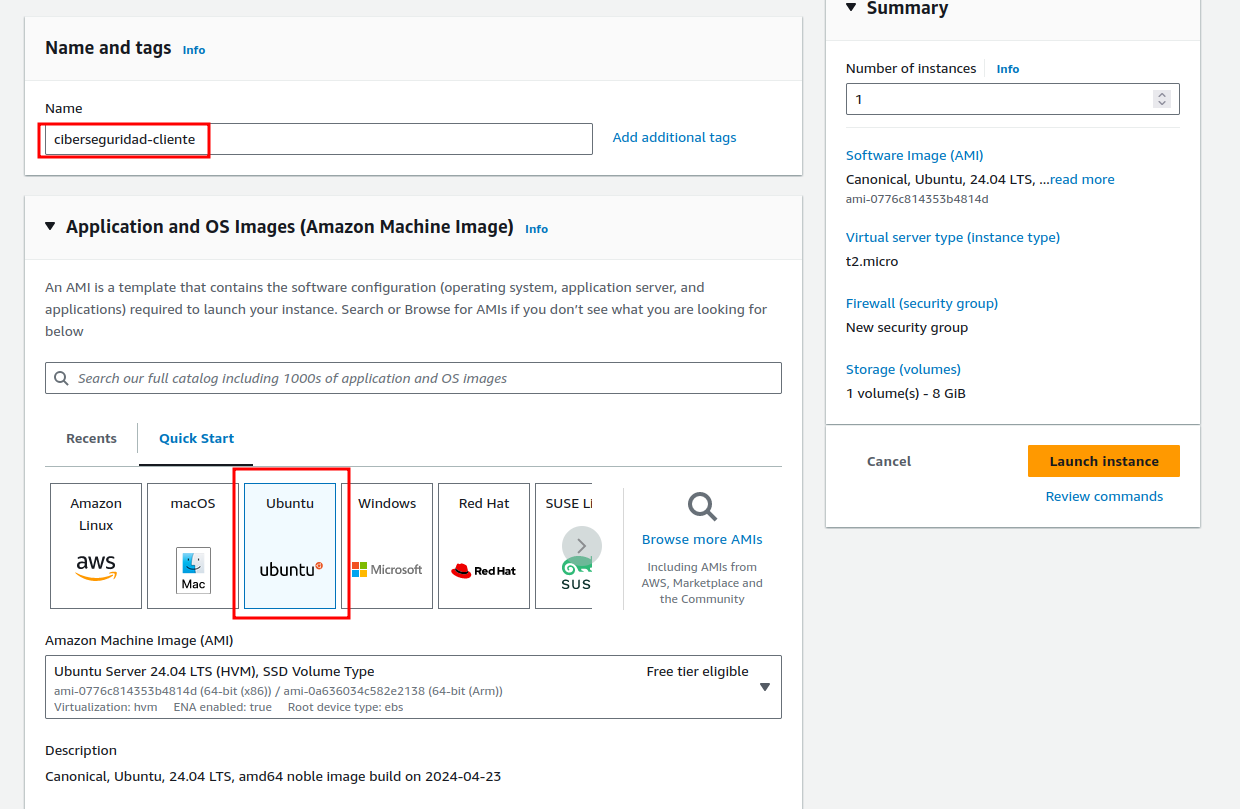 Name and tags Info
Name
ciberseguridad-cliente
Add additional tags
Application and OS Images (Amazon Machine Image) Info
An AMI is a template that contains the software configuration (operating system, application server, and
applications) required to launch your instance. Search or Browse for AMIs if you don't see what you are looking for
below
Search our full catalog including 1000s of application and OS images
Recents
Quick Start
Amazon
Linux
aws
macOS
Mac
Ubuntu
ubuntu
Windows
Microsoft
Red Hat
Red Hat
SUSE Li
SUS
Browse more AMIs
Including AMIs from
AWS, Marketplace and
the Community
Amazon Machine Image (AMI)
Ubuntu Server 24.04 LTS (HVM), SSD Volume Type
Free tier eligible
ami-0776c814353b4814d (64-bit (x86)) / ami-0a636034c582e2138 (64-bit (Arm))
Virtualization: hvm ENA enabled: true Root device type: ebs
Description
Canonical, Ubuntu, 24.04 LTS, amd64 noble image build on 2024-04-23
Summary
Number of instances Info
1
Software Image (AMI)
Canonical, Ubuntu, 24.04 LTS, ...read more
ami-0776c814353b4814d
Virtual server type (instance type)
t2.micro
Firewall (security group)
New security group
Storage (volumes)
1 volume(s) - 8 GiB
Cancel
Launch instance
Review commands